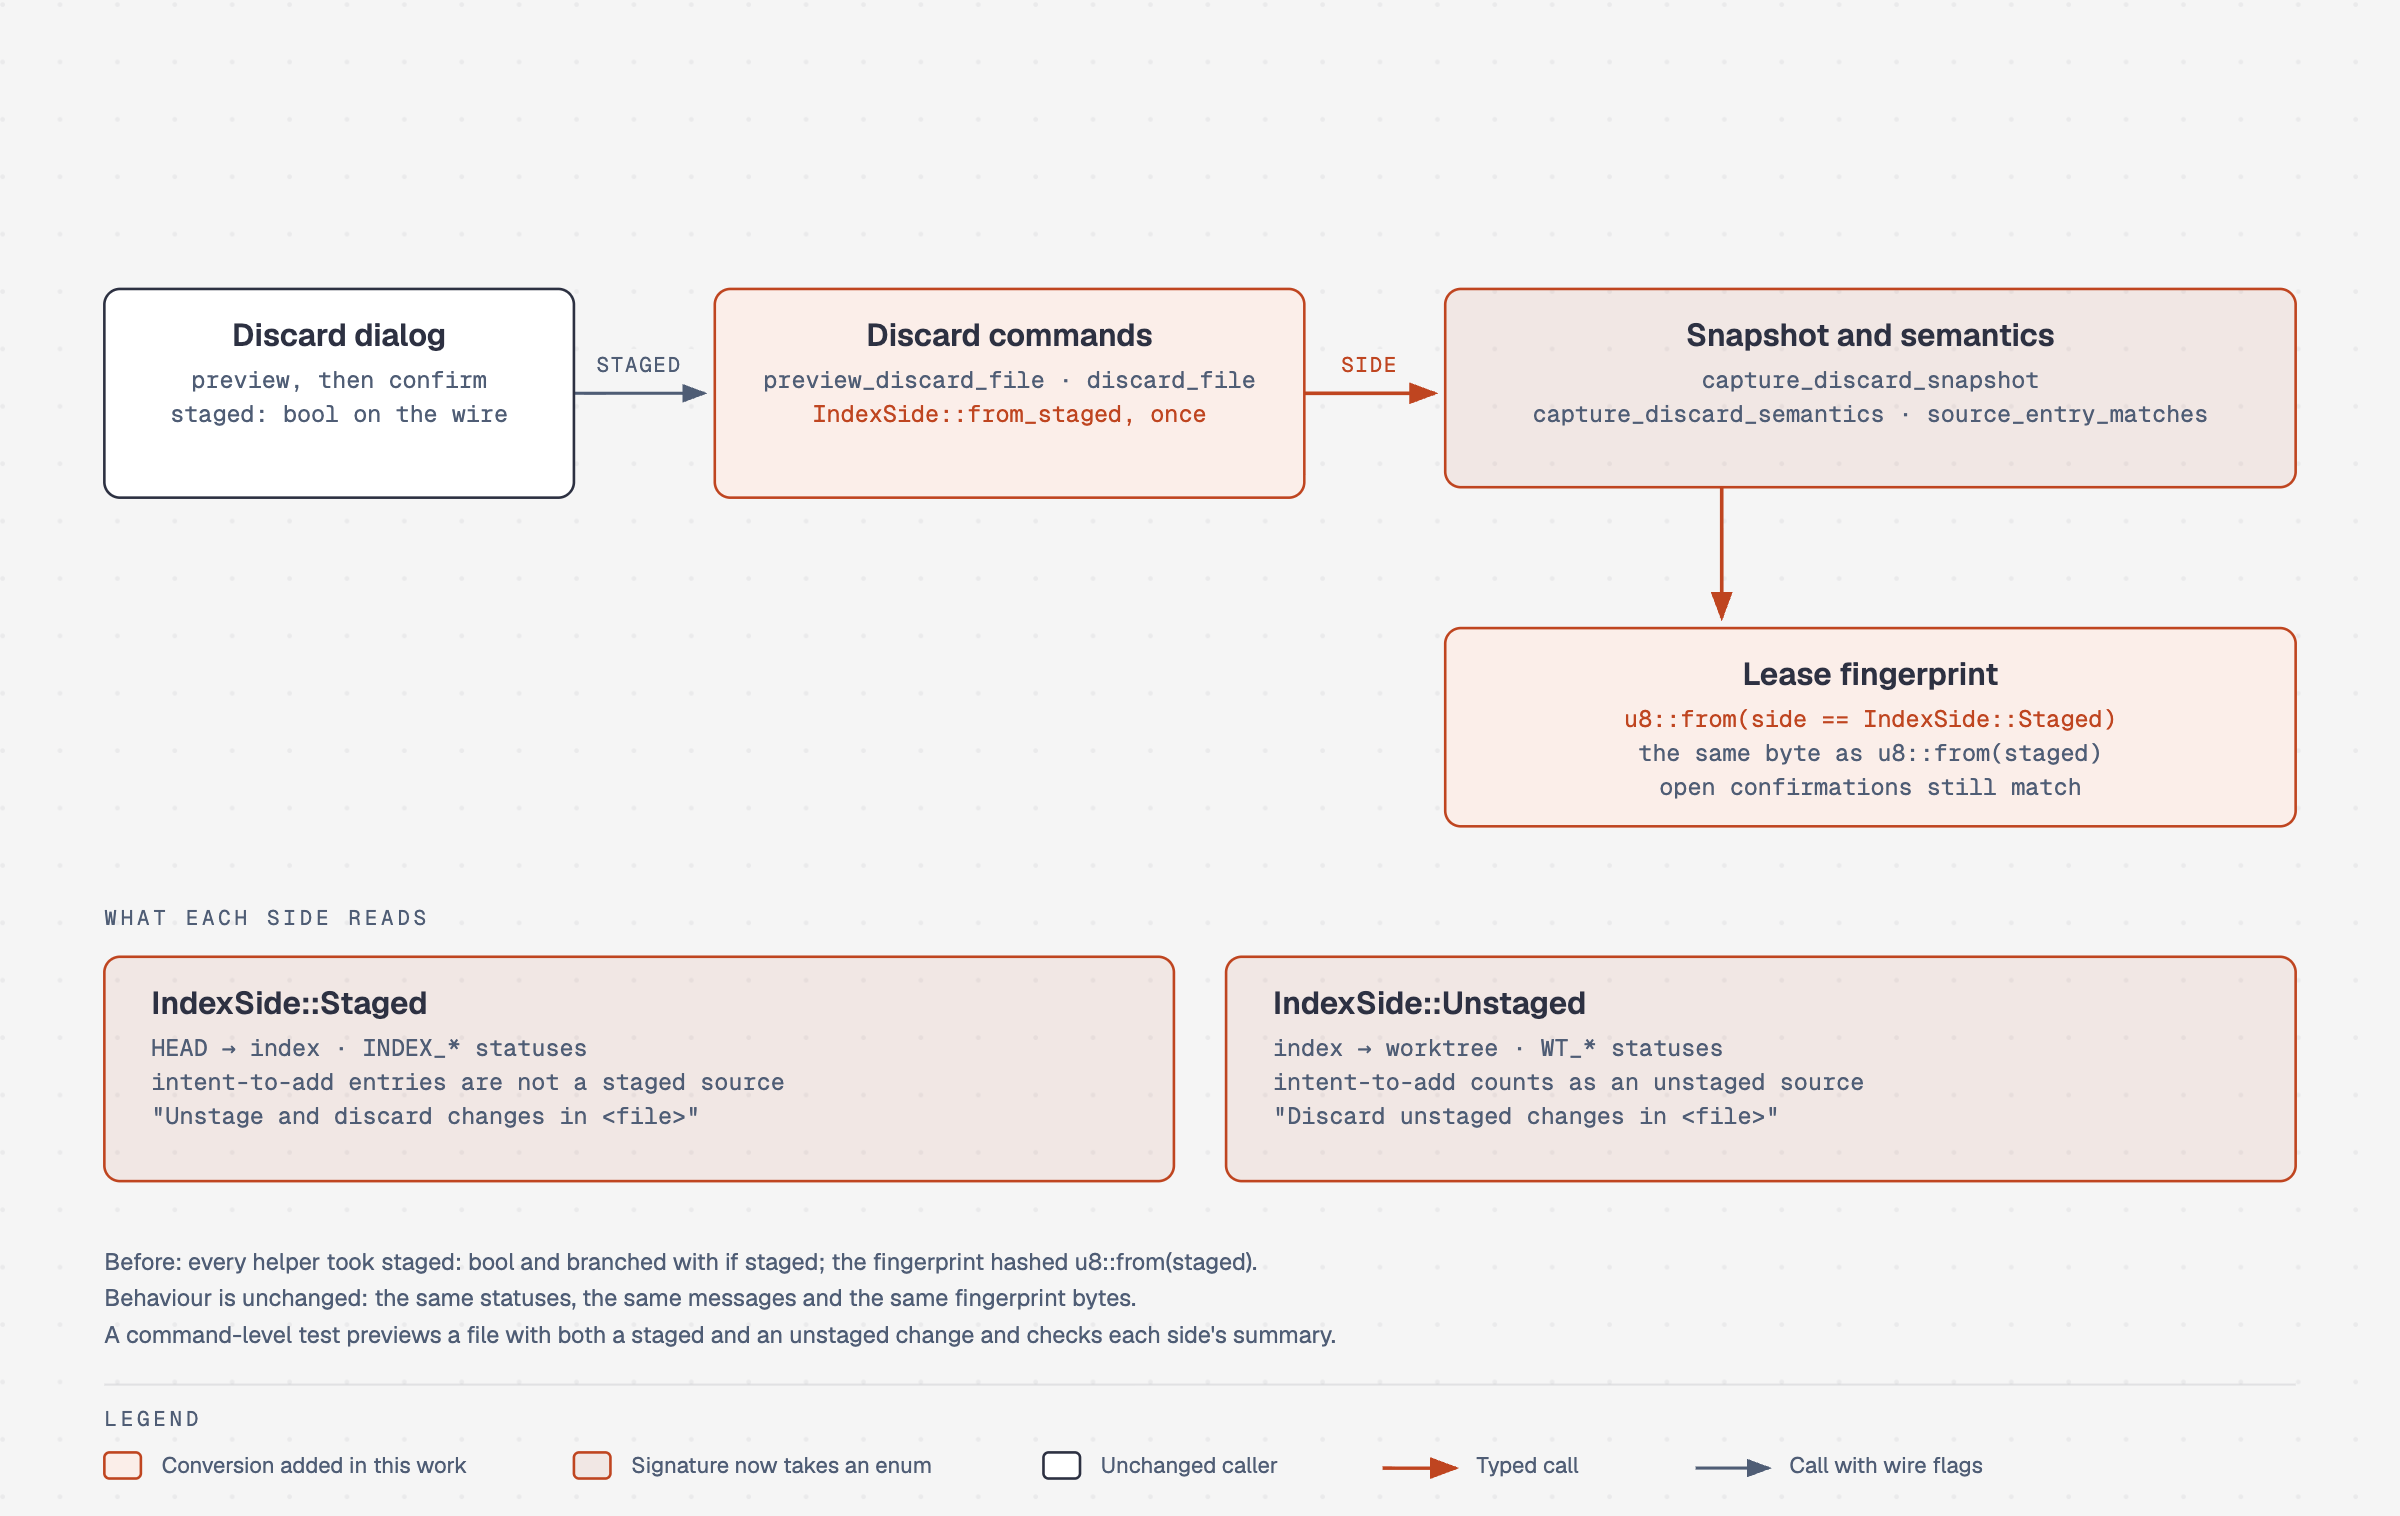 Discard dialog
preview, then confirm
staged: bool on the wire
STAGED
Discard commands
preview_discard_file · discard_file
IndexSide::from_staged, once
SIDE
Snapshot and semantics
capture_discard_snapshot
capture_discard_semantics · source_entry_matches
Lease fingerprint
u8::from(side == IndexSide::Staged)
the same byte as u8::from(staged)
open confirmations still match
WHAT EACH SIDE READS
IndexSide::Staged
HEAD → index · INDEX_* statuses
intent-to-add entries are not a staged source
"Unstage and discard changes in <file>"
IndexSide::Unstaged
index → worktree · WT_* statuses
intent-to-add counts as an unstaged source
"Discard unstaged changes in <file>"
Before: every helper took staged: bool and branched with if staged; the fingerprint hashed u8::from(staged).
Behaviour is unchanged: the same statuses, the same messages and the same fingerprint bytes.
A command-level test previews a file with both a staged and an unstaged change and checks each side's summary.
LEGEND
Conversion added in this work
Signature now takes an enum
Unchanged caller
Typed call
Call with wire flags